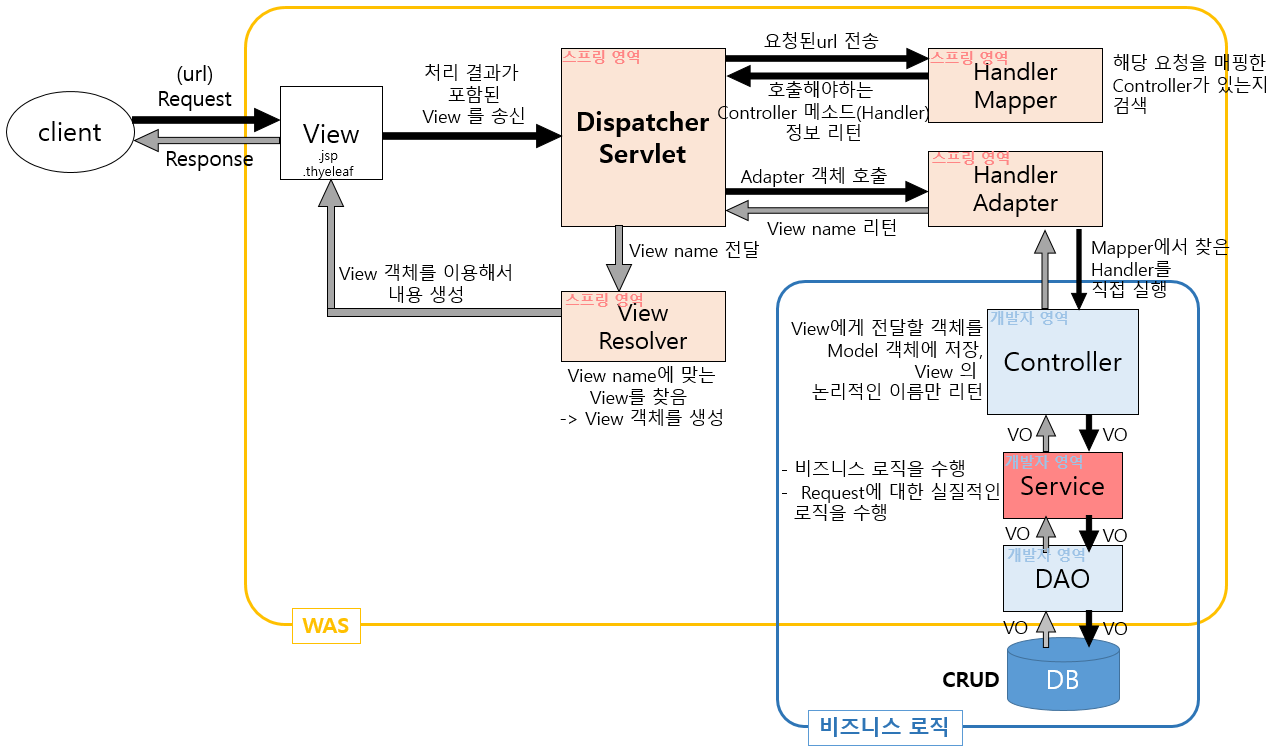 client
(url)
Request
Response
View
.jsp
.thyeleaf
처리 결과가
포함된
View 를 송신
스프링 영역
Dispatcher
Servlet
요청된url 전송
호출해야하는
Controller 메소드(Handler)
정보 리턴
스프링 영역
Handler
Mapper
해당 요청을 매핑한
Controller가 있는지
검색
Adapter 객체 호출
View name 리턴
스프링 영역
Handler
Adapter
View name 전달
View 객체를 이용해서
내용 생성
스프링 영역
View
Resolver
View name에 맞는
View를 찾음
-> View 객체를 생성
Mapper에서 찾은
Handler를
직접 실행
View에게 전달할 객체를
Model 객체에 저장,
View 의
논리적인 이름만 리턴
개발자 영역
Controller
VO
VO
- 비즈니스 로직을 수행
- Request에 대한 실질적인
로직을 수행
개발자 영역
Service
VO
VO
개발자 영역
DAO
VO
VO
WAS
CRUD
DB
비즈니스 로직